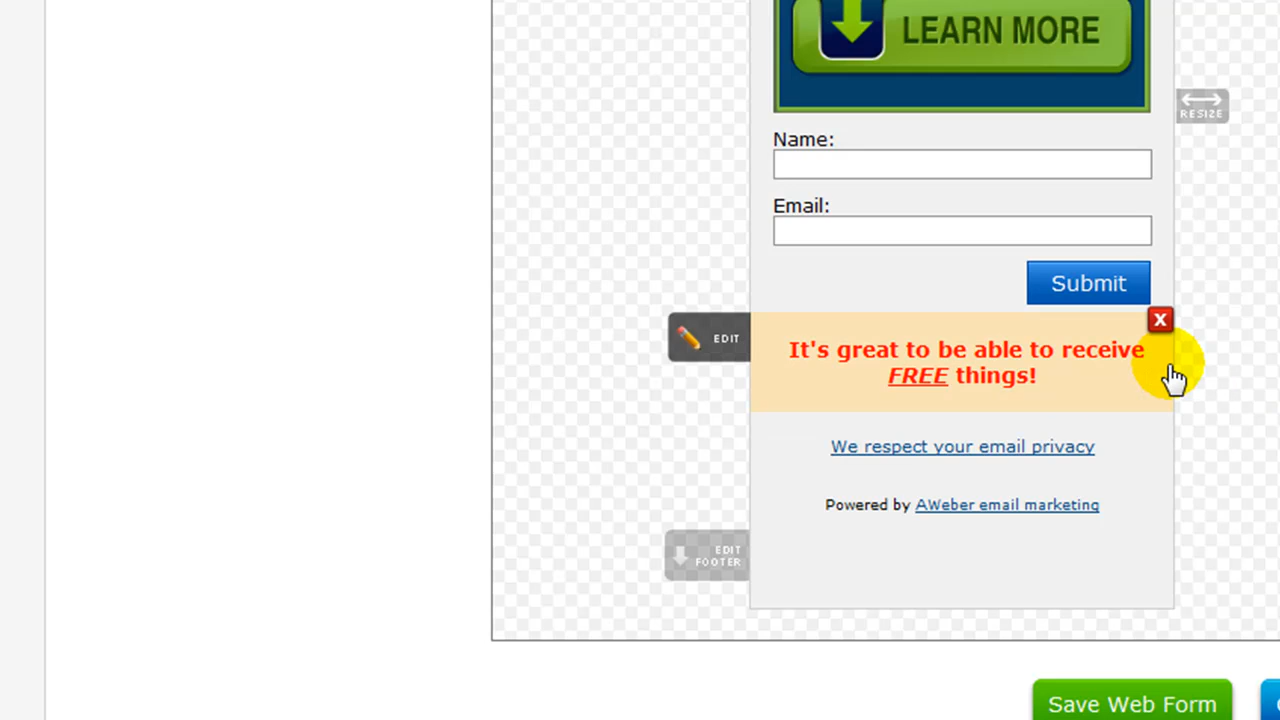 LEARN MORE
RESIZE
Name:
Email:
Submit
X
EDIT
It's great to be able to receive
FREE things!
We respect your email privacy
Powered by AWeber email marketing
EDIT
FOOTER
Save Web Form